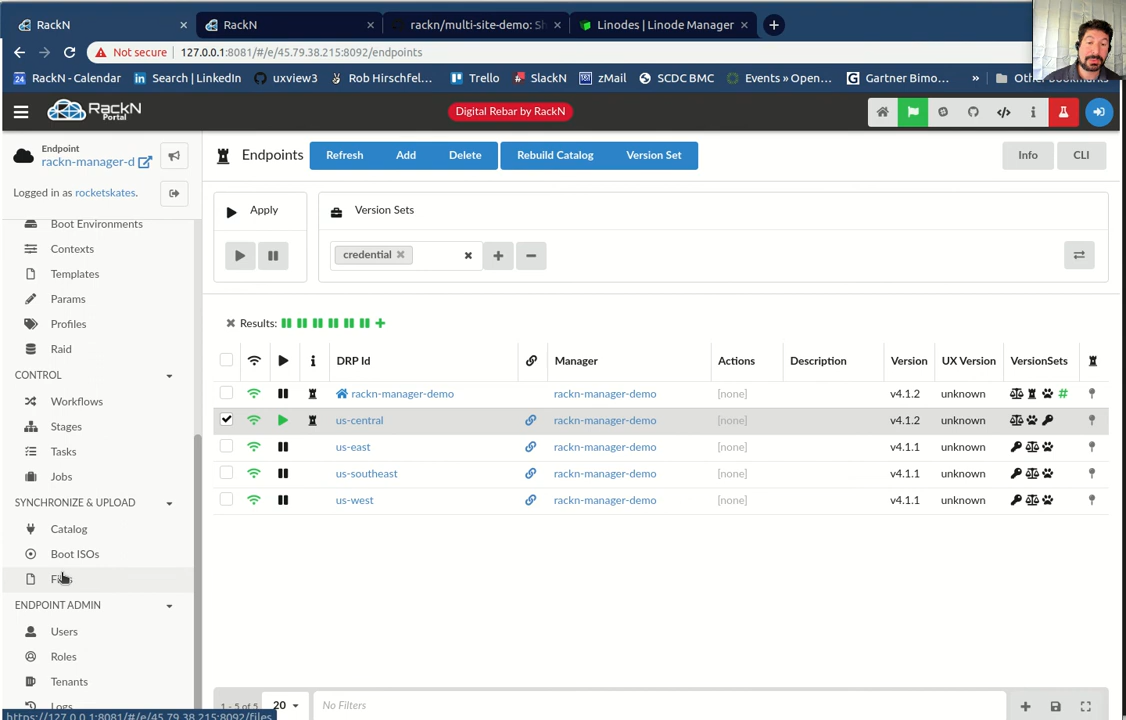 RackN
RackN
rackn/multi-site-demo: Sh
Linodes | Linode Manager
Not secure
127.0.0.1:8081/#/e/45.79.38.215:8092/endpoints
RackN - Calendar
Search | LinkedIn
uxview3
Rob Hirschfel...
Trello
SlackN
zMail
SCDC BMC
Events » Open...
Gartner Bimo...
»
RackN
Portal
Digital Rebar by RackN
Endpoint
rackn-manager-d
Logged in as rocketskates.
Boot Environments
Contexts
Templates
Params
Profiles
Raid
CONTROL
Workflows
Stages
Tasks
Jobs
SYNCHRONIZE & UPLOAD
Catalog
Boot ISOs
Files
ENDPOINT ADMIN
Users
Roles
Tenants
Logs
https://127.0.0.1:8081/#/e/45.79.38.215:8092/files
Endpoints
Refresh
Add
Delete
Rebuild Catalog
Version Set
Info
CLI
Apply
Version Sets
credential
Results:
DRP Id Manager Actions Description Version UX Version VersionSets
rackn-manager-demo rackn-manager-demo [none] v4.1.2 unknown #
us-central rackn-manager-demo [none] v4.1.2 unknown
us-east rackn-manager-demo [none] v4.1.1 unknown
us-southeast rackn-manager-demo [none] v4.1.1 unknown
us-west rackn-manager-demo [none] v4.1.1 unknown
1 - 5 of 5
20
No Filters